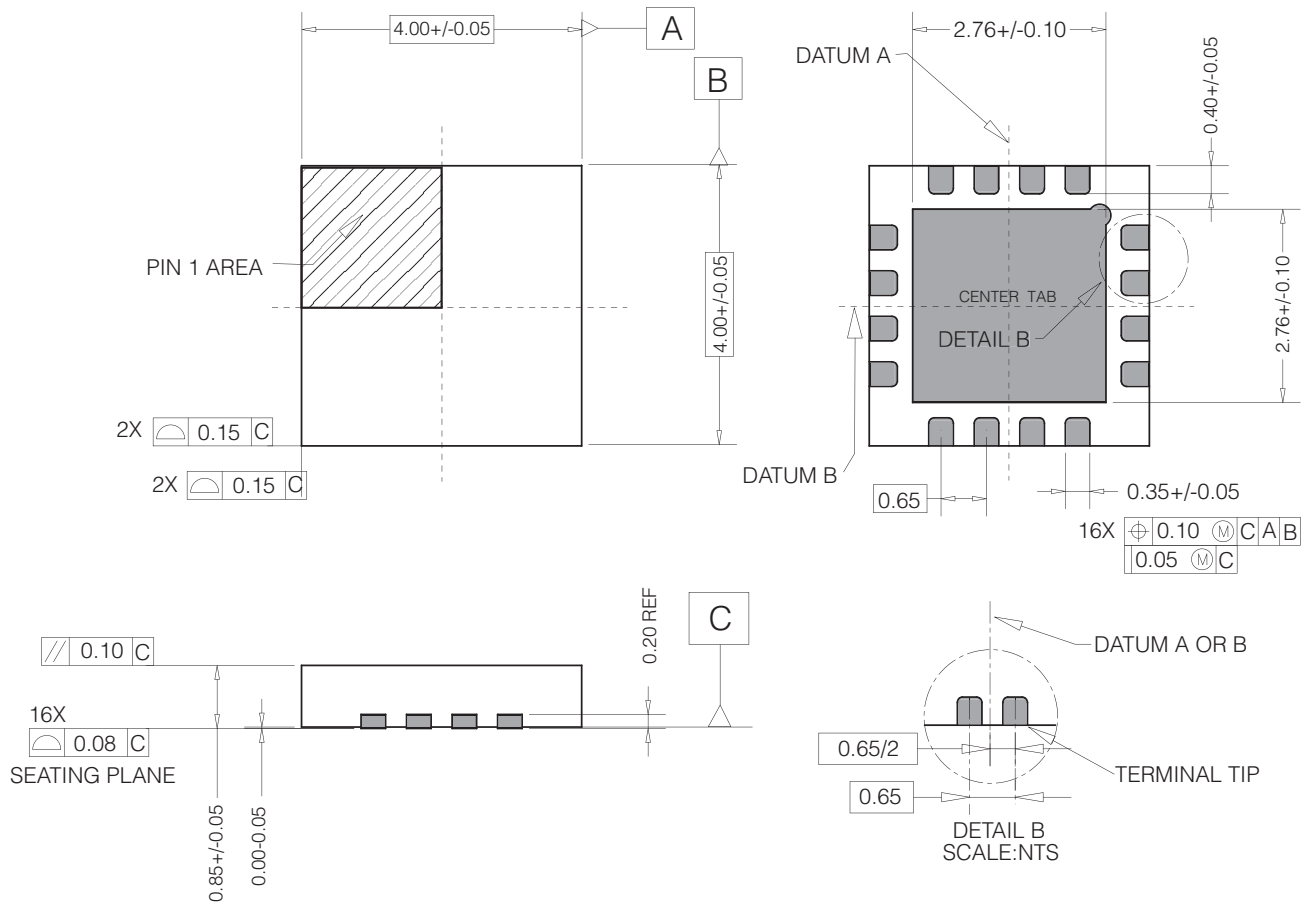 4.00+/-0.05
A
B
PIN 1 AREA
4.00+/-0.05
2X 0.15 C
2X 0.15 C
DATUM A
2.76+/-0.10
0.40+/-0.05
CENTER TAB
DETAIL B
2.76+/-0.10
DATUM B
0.65
0.35+/-0.05
16X 0.10 Ⓜ C A B
0.05 Ⓜ C
// 0.10 C
16X
0.08 C
SEATING PLANE
0.85+/-0.05
0.00-0.05
0.20 REF
C
DATUM A OR B
0.65/2
TERMINAL TIP
0.65
DETAIL B
SCALE:NTS